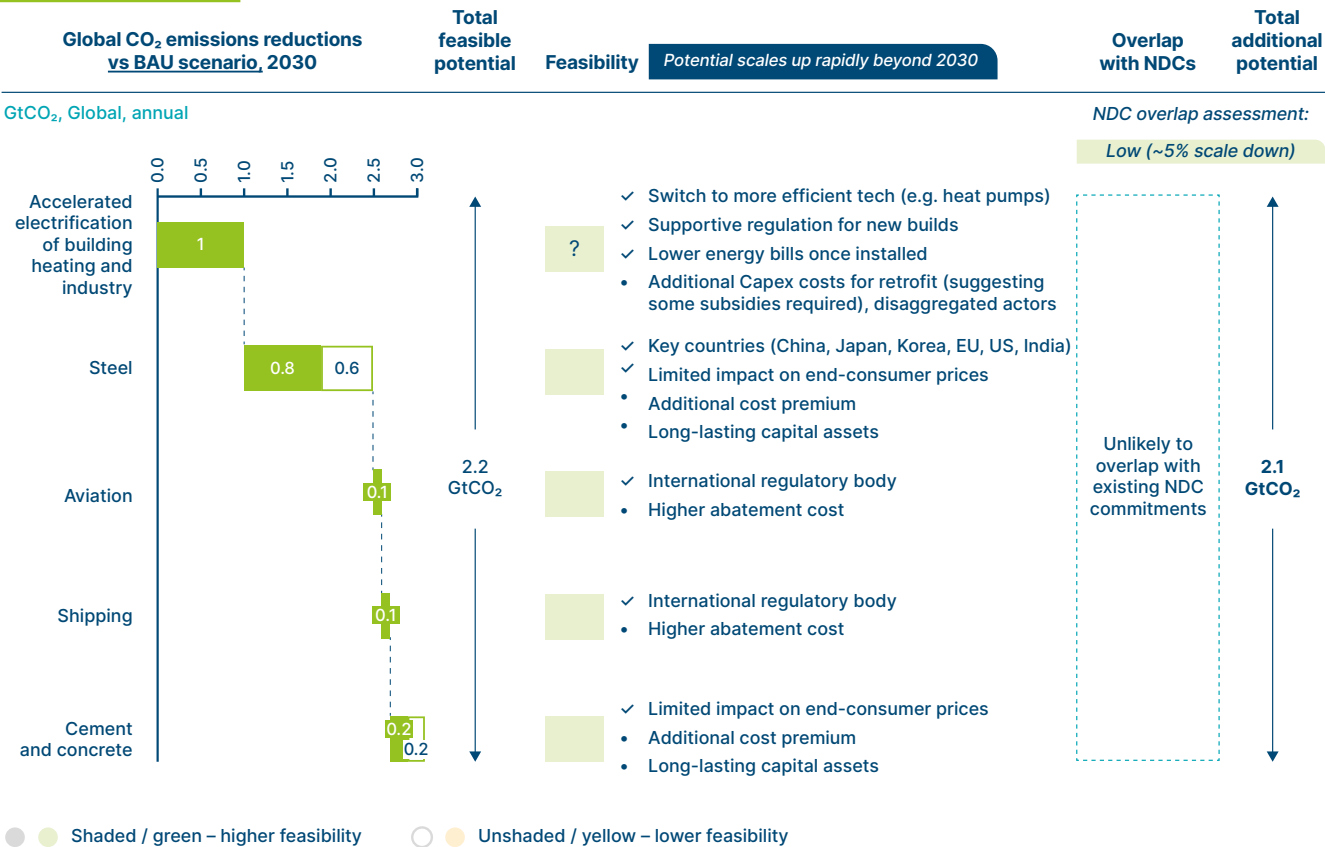 Global CO₂ emissions reductions
vs BAU scenario, 2030
Total
feasible
potential
Feasibility
Potential scales up rapidly beyond 2030
Overlap
with NDCs
Total
additional
potential
GtCO₂, Global, annual
NDC overlap assessment:
Low (~5% scale down)
0.0
0.5
1.0
1.5
2.0
2.5
3.0
Accelerated
electrification
of building
heating and
industry
1
?
✓ Switch to more efficient tech (e.g. heat pumps)
✓ Supportive regulation for new builds
✓ Lower energy bills once installed
• Additional Capex costs for retrofit (suggesting
some subsidies required), disaggregated actors
Steel
0.8
0.6
✓ Key countries (China, Japan, Korea, EU, US, India)
✓ Limited impact on end-consumer prices
• Additional cost premium
• Long-lasting capital assets
2.2
GtCO₂
Unlikely to
overlap with
existing NDC
commitments
2.1
GtCO₂
Aviation
0.1
✓ International regulatory body
• Higher abatement cost
Shipping
0.1
✓ International regulatory body
• Higher abatement cost
Cement
and concrete
0.2
0.2
✓ Limited impact on end-consumer prices
• Additional cost premium
• Long-lasting capital assets
Shaded / green – higher feasibility
Unshaded / yellow – lower feasibility